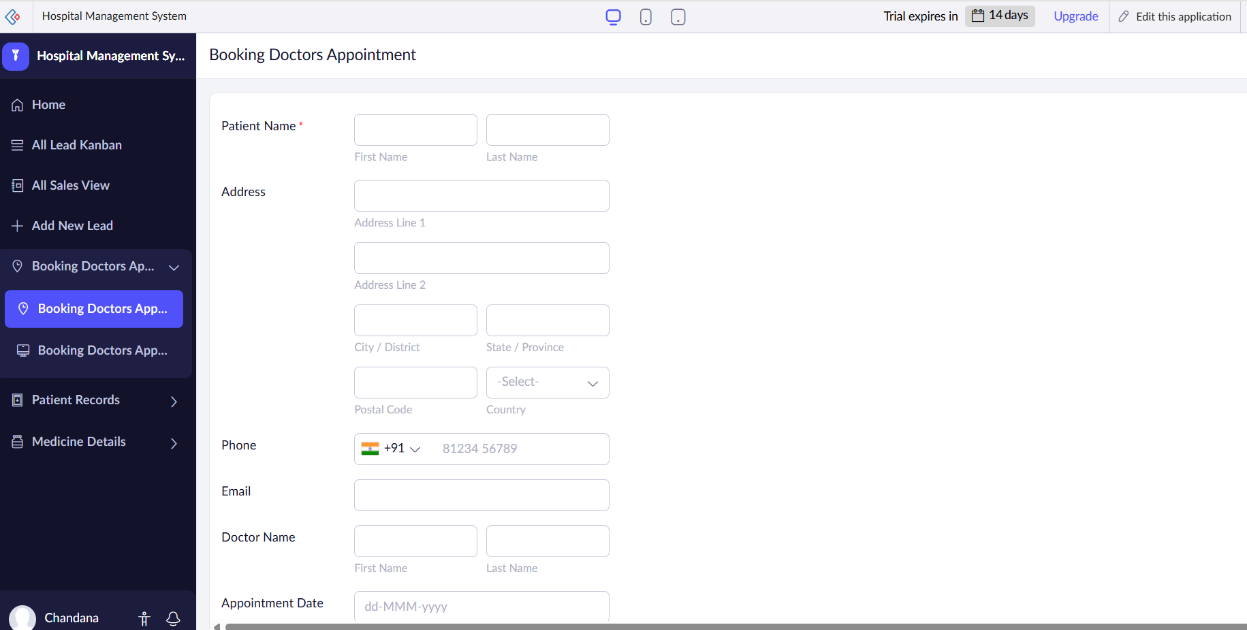 Hospital Management System
Trial expires in 14 days Upgrade Edit this application
Hospital Management Sy...
Home
All Lead Kanban
All Sales View
Add New Lead
Booking Doctors Ap...
Booking Doctors App...
Booking Doctors App...
Patient Records
Medicine Details
Chandana
Booking Doctors Appointment
Patient Name *
First Name Last Name
Address
Address Line 1
Address Line 2
City / District State / Province
-Select-
Postal Code Country
Phone +91 81234 56789
Email
Doctor Name
First Name Last Name
Appointment Date dd-MMM-yyyy